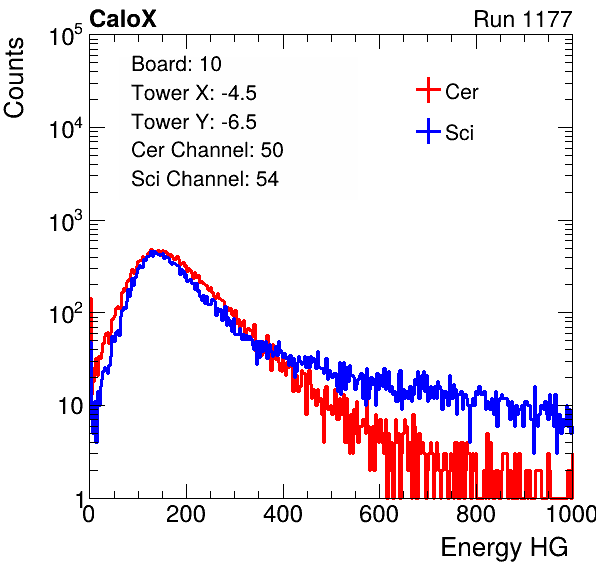 CaloX Run 1177
Counts
10^5
10^4
10^3
10^2
10
1
Board: 10
Tower X: -4.5
Tower Y: -6.5
Cer Channel: 50
Sci Channel: 54
Cer
Sci
0 200 400 600 800 1000
Energy HG